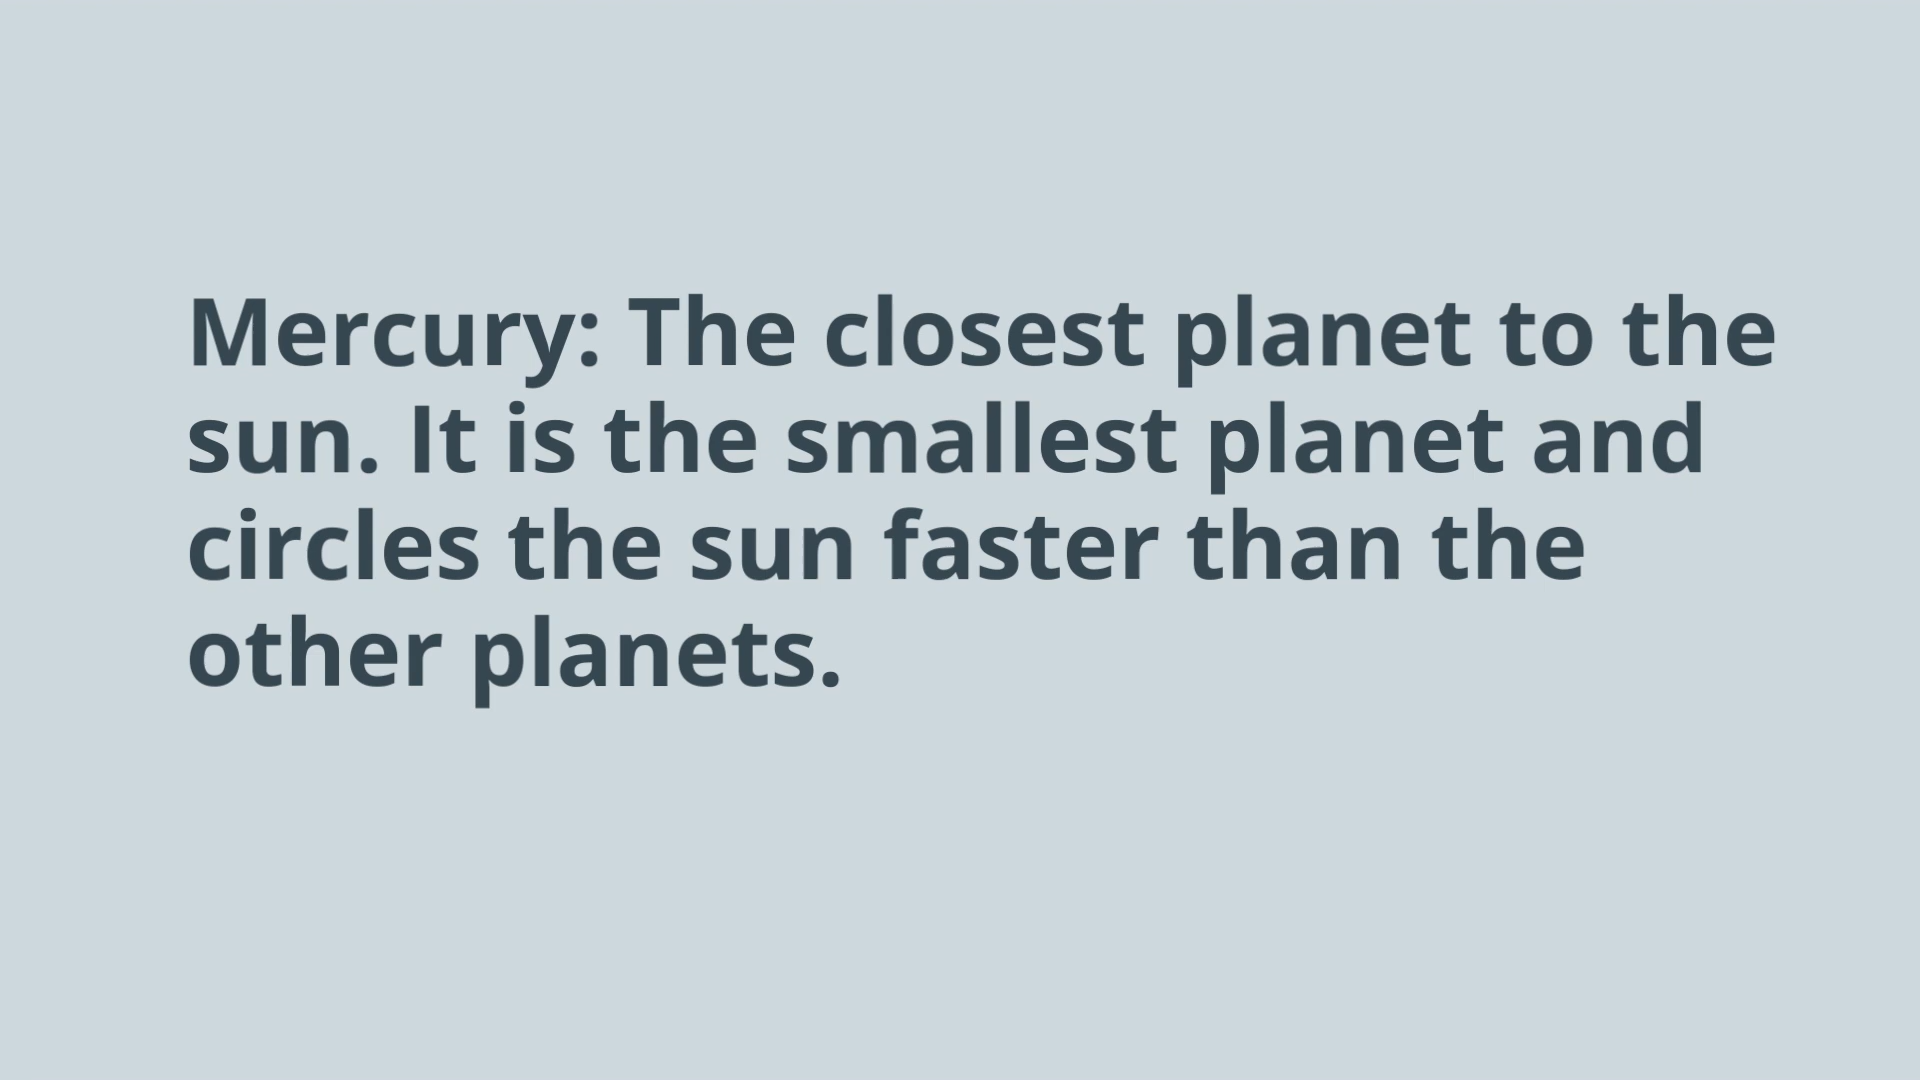 Mercury: The closest planet to the
sun. It is the smallest planet and
circles the sun faster than the
other planets.